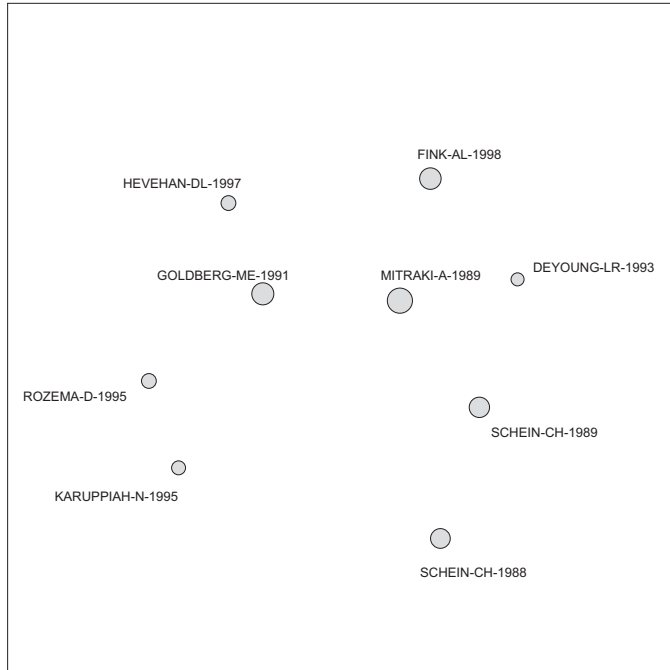 FINK-AL-1998
HEVEHAN-DL-1997
DEYOUNG-LR-1993
GOLDBERG-ME-1991
MITRAKI-A-1989
ROZEMA-D-1995
SCHEIN-CH-1989
KARUPPIAH-N-1995
SCHEIN-CH-1988